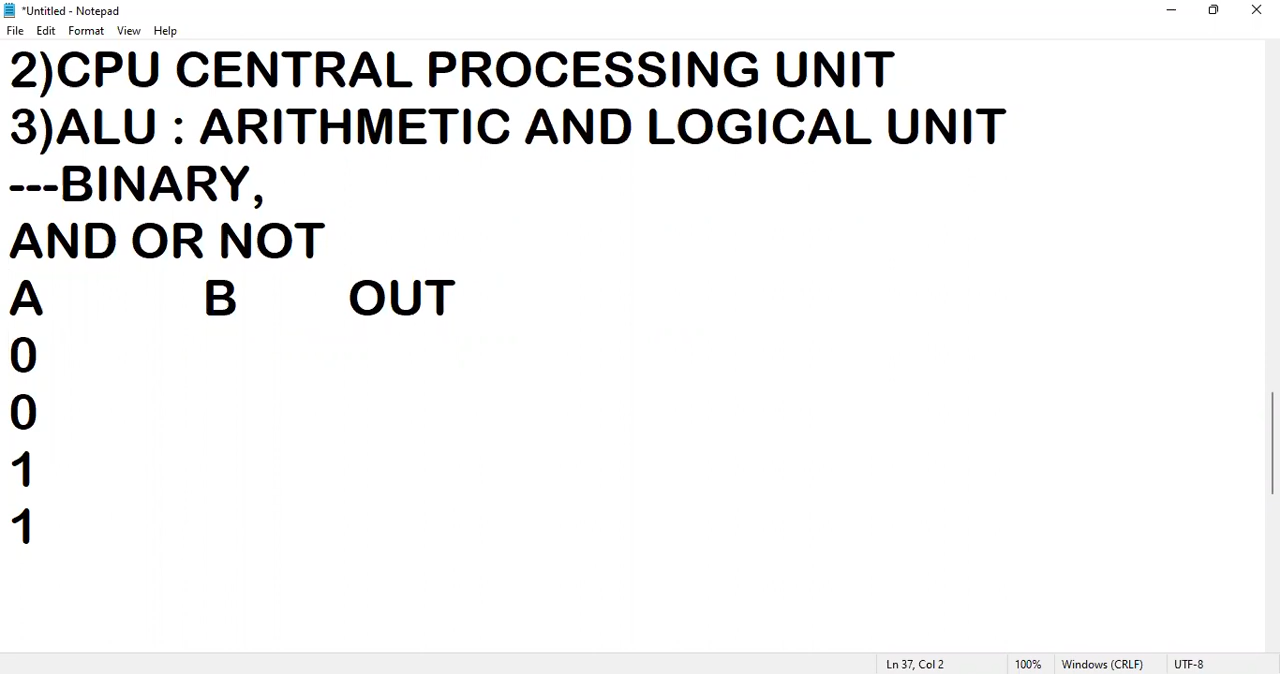 *Untitled - Notepad
File Edit Format View Help
2)CPU CENTRAL PROCESSING UNIT
3)ALU : ARITHMETIC AND LOGICAL UNIT
---BINARY,
AND OR NOT
A B OUT
0
0
1
1
Ln 37, Col 2 100% Windows (CRLF) UTF-8